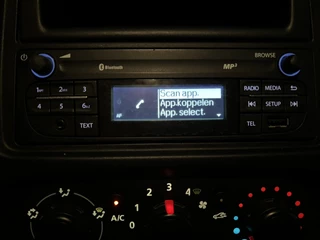 Bluetooth
MP3
BROWSE
Scan app.
App.koppelen
App. select.
AF
1
2
3
4
5
6
TEXT
RADIO
MEDIA
SETUP
TEL
A/C
0
1
2
3
4